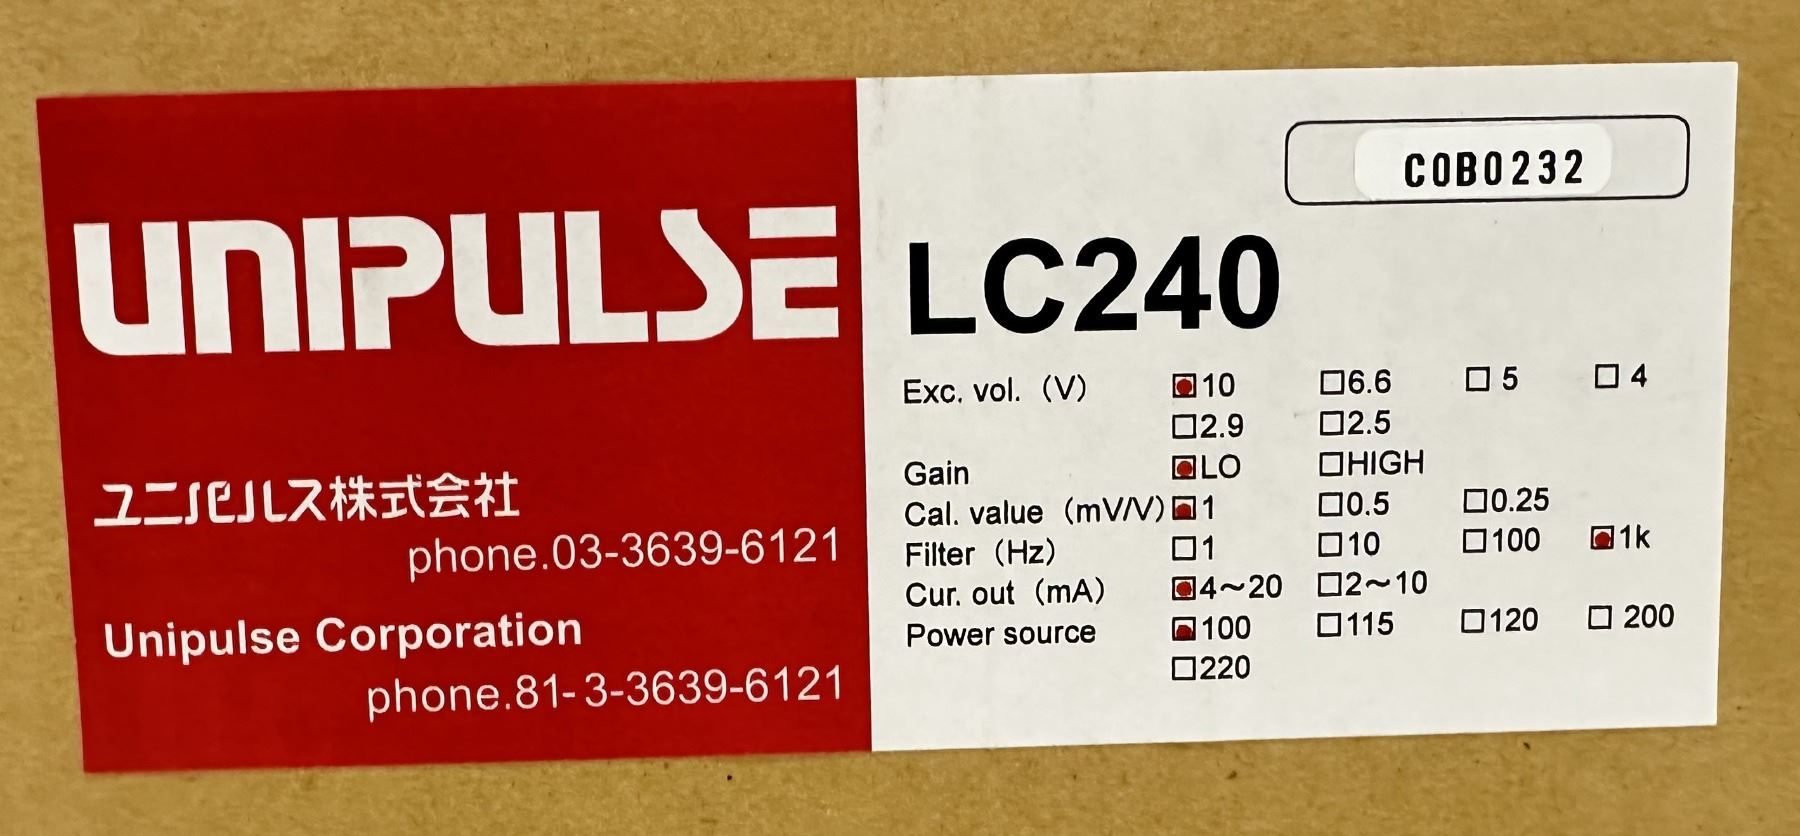 UNIPULSE
ユニパルス株式会社
phone.03-3639-6121
Unipulse Corporation
phone.81-3-3639-6121
COB0232
LC240
Exc. vol. (V) 10 6.6 5 4
2.9 2.5
Gain LO HIGH
Cal. value (mV/V) 1 0.5 0.25
Filter (Hz) 1 10 100 1k
Cur. out (mA) 4～20 2～10
Power source 100 115 120 200
220